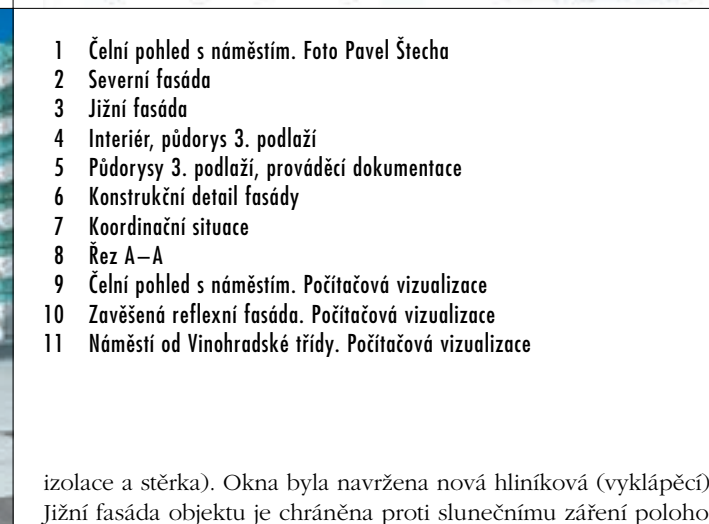 1 Čelní pohled s náměstím. Foto Pavel Štecha
2 Severní fasáda
3 Jižní fasáda
4 Interiér, půdorys 3. podlaží
5 Půdorysy 3. podlaží, prováděcí dokumentace
6 Konstrukční detail fasády
7 Koordinační situace
8 Řez A–A
9 Čelní pohled s náměstím. Počítačová vizualizace
10 Zavěšená reflexní fasáda. Počítačová vizualizace
11 Náměstí od Vinohradské třídy. Počítačová vizualizace
izolace a stěrka). Okna byla navržena nová hliníková (vyklápěcí)
Jižní fasáda objektu je chráněna proti slunečnímu záření poloho